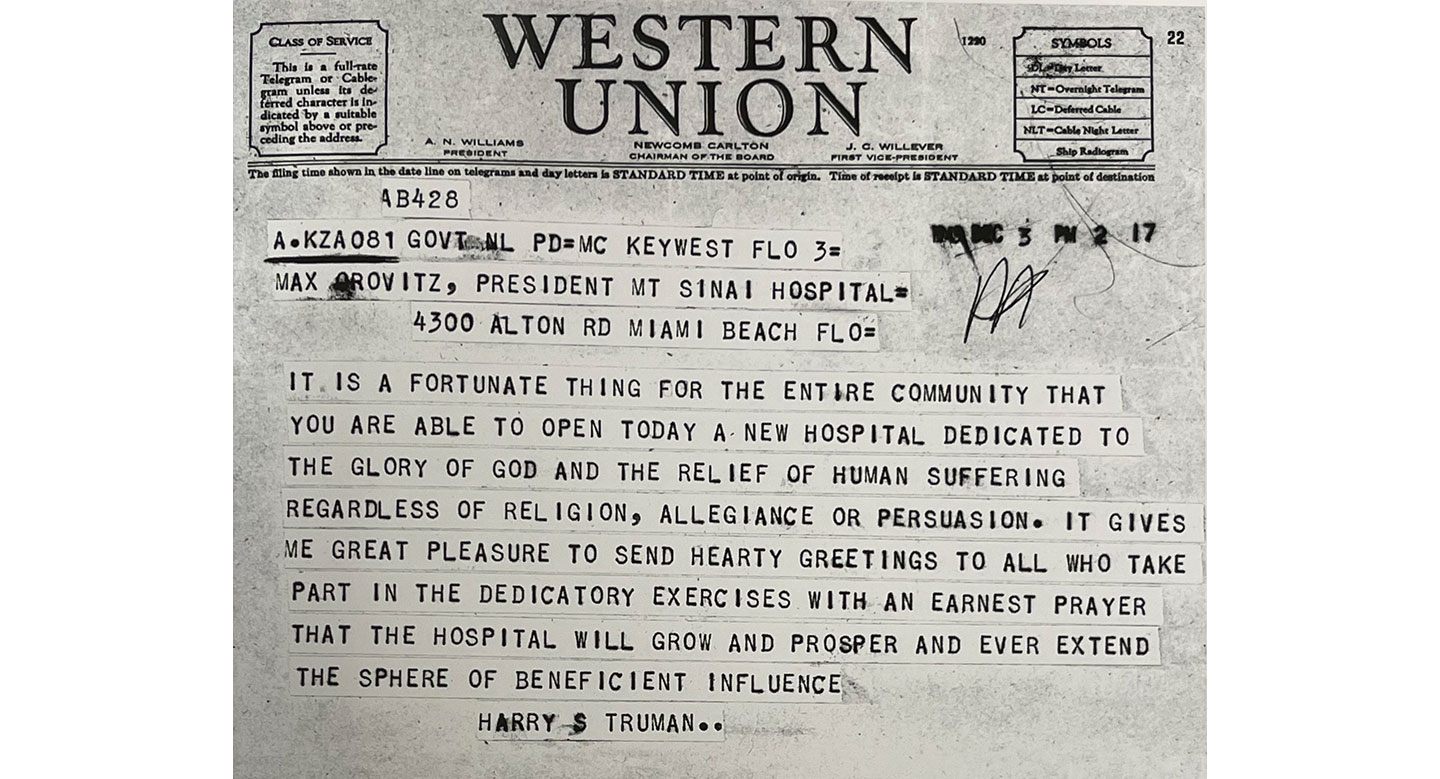 CLASS OF SERVICE
This is a full-rate
Telegram or Cable-
gram unless its de-
ferred character is in-
dicated by a suitable
symbol above or pre-
ceding the address.
WESTERN
UNION
1220
A. N. WILLIAMS
PRESIDENT
NEWCOMB CARLTON
CHAIRMAN OF THE BOARD
J. C. WILLEVER
FIRST VICE-PRESIDENT
SYMBOLS
DL=Day Letter
NT=Overnight Telegram
LC=Deferred Cable
NLT=Cable Night Letter
Ship Radiogram
22
The filing time shown in the date line on telegrams and day letters is STANDARD TIME at point of origin. Time of receipt is STANDARD TIME at point of destination
AB428
DEC 3 PM 2 17
A.KZA081 GOVT NL PD=MC KEYWEST FLO 3=
MAX OROVITZ, PRESIDENT MT SINAI HOSPITAL=
4300 ALTON RD MIAMI BEACH FLO=
IT IS A FORTUNATE THING FOR THE ENTIRE COMMUNITY THAT
YOU ARE ABLE TO OPEN TODAY A NEW HOSPITAL DEDICATED TO
THE GLORY OF GOD AND THE RELIEF OF HUMAN SUFFERING
REGARDLESS OF RELIGION, ALLEGIANCE OR PERSUASION. IT GIVES
ME GREAT PLEASURE TO SEND HEARTY GREETINGS TO ALL WHO TAKE
PART IN THE DEDICATORY EXERCISES WITH AN EARNEST PRAYER
THAT THE HOSPITAL WILL GROW AND PROSPER AND EVER EXTEND
THE SPHERE OF BENEFICIENT INFLUENCE
HARRY S TRUMAN..